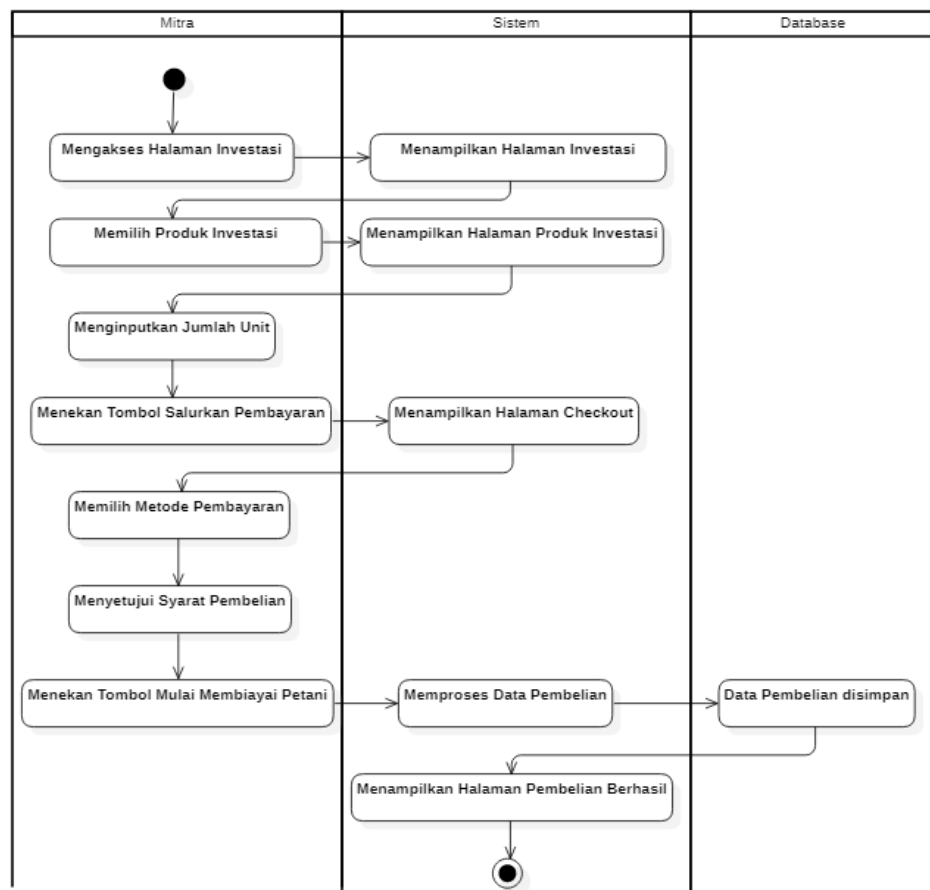 Mitra
Sistem
Database
Mengakses Halaman Investasi
Menampilkan Halaman Investasi
Memilih Produk Investasi
Menampilkan Halaman Produk Investasi
Menginputkan Jumlah Unit
Menekan Tombol Salurkan Pembayaran
Menampilkan Halaman Checkout
Memilih Metode Pembayaran
Menyetujui Syarat Pembelian
Menekan Tombol Mulai Membiayai Petani
Memproses Data Pembelian
Data Pembelian disimpan
Menampilkan Halaman Pembelian Berhasil